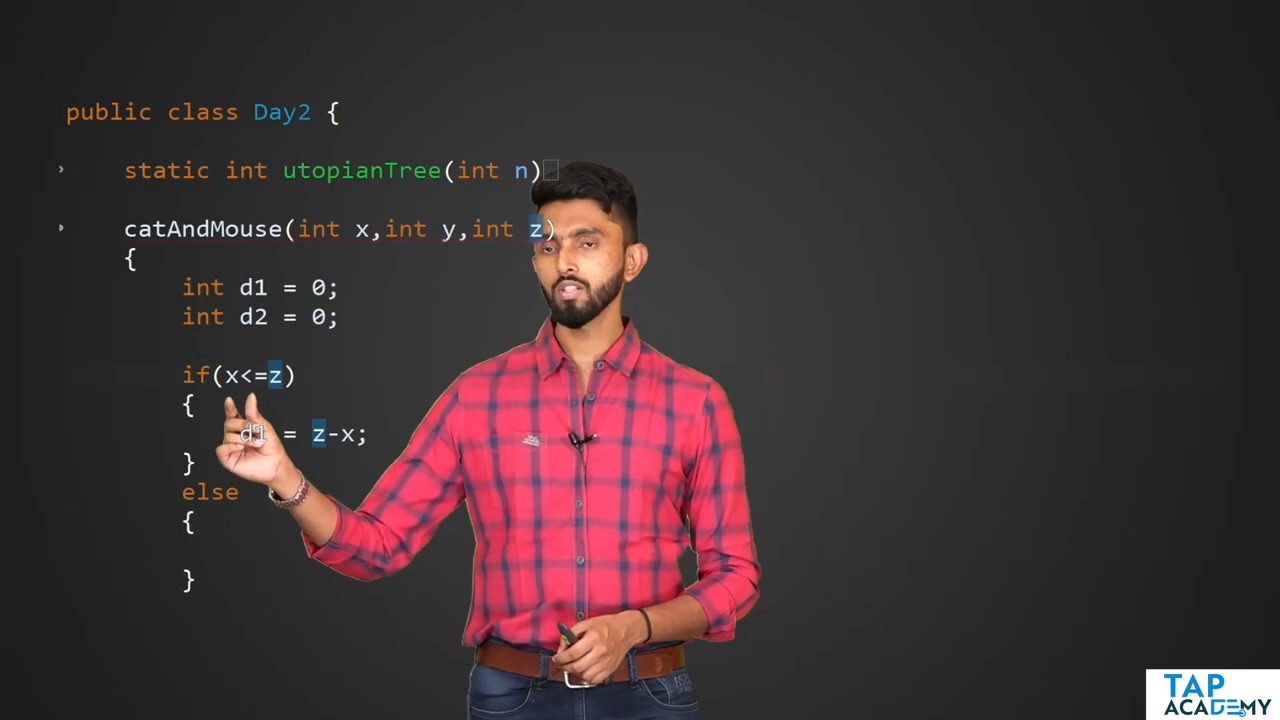 public class Day2 {
static int utopianTree(int n)
catAndMouse(int x,int y,int z)
{
int d1 = 0;
int d2 = 0;
if(x<=z)
{
d1 = z-x;
}
else
{
}
TAP
ACADEMY